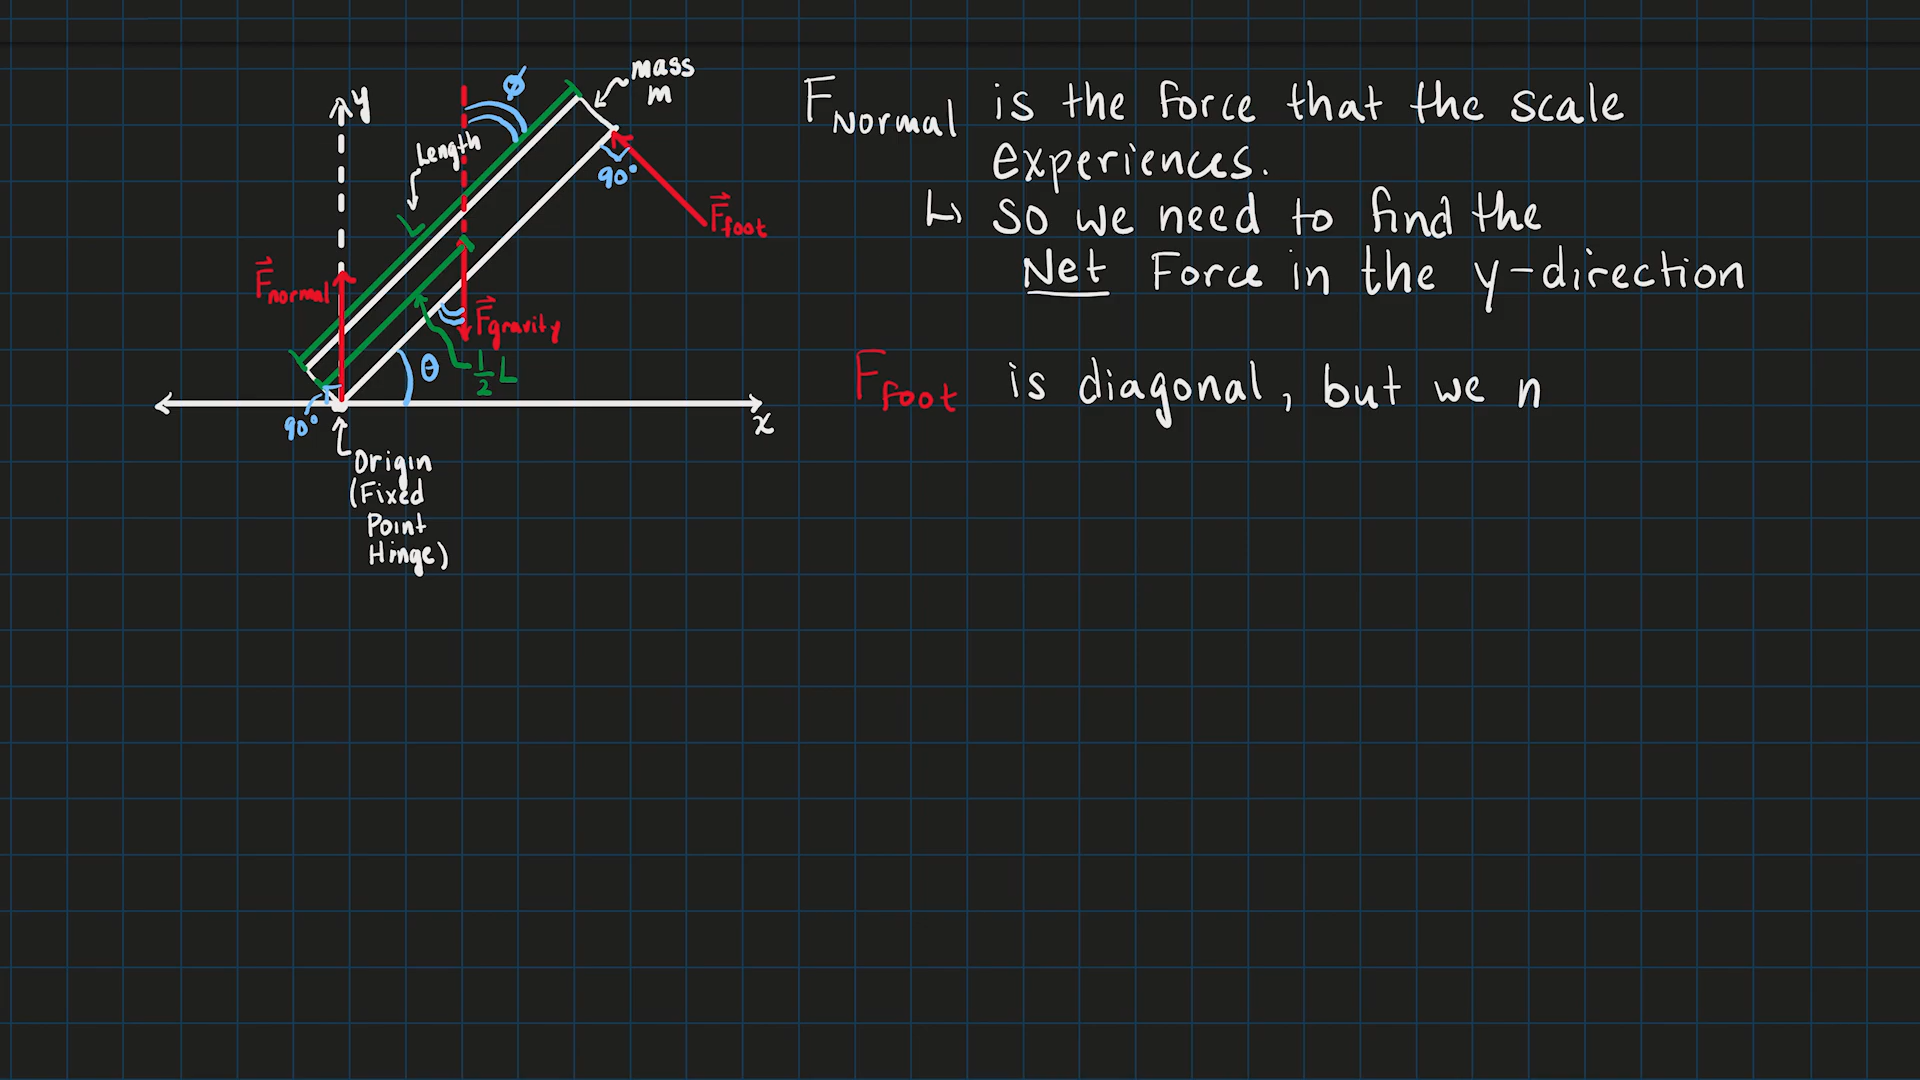 y
Length
ϕ
mass
m
90°
F⃗foot
F⃗normal
F⃗gravity
θ
½L
90°
x
Origin
(Fixed
Point
Hinge)
FNormal is the force that the scale
experiences.
↳ so we need to find the
Net Force in the y-direction
Ffoot is diagonal, but we n